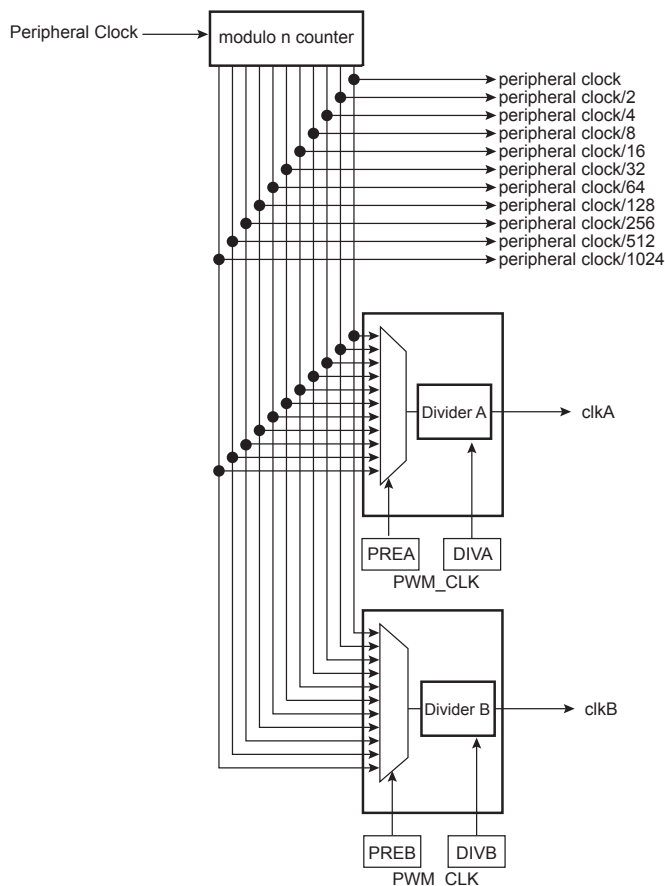 Peripheral Clock
modulo n counter
peripheral clock
peripheral clock/2
peripheral clock/4
peripheral clock/8
peripheral clock/16
peripheral clock/32
peripheral clock/64
peripheral clock/128
peripheral clock/256
peripheral clock/512
peripheral clock/1024
Divider A
clkA
PREA
DIVA
PWM_CLK
Divider B
clkB
PREB
DIVB
PWM_CLK